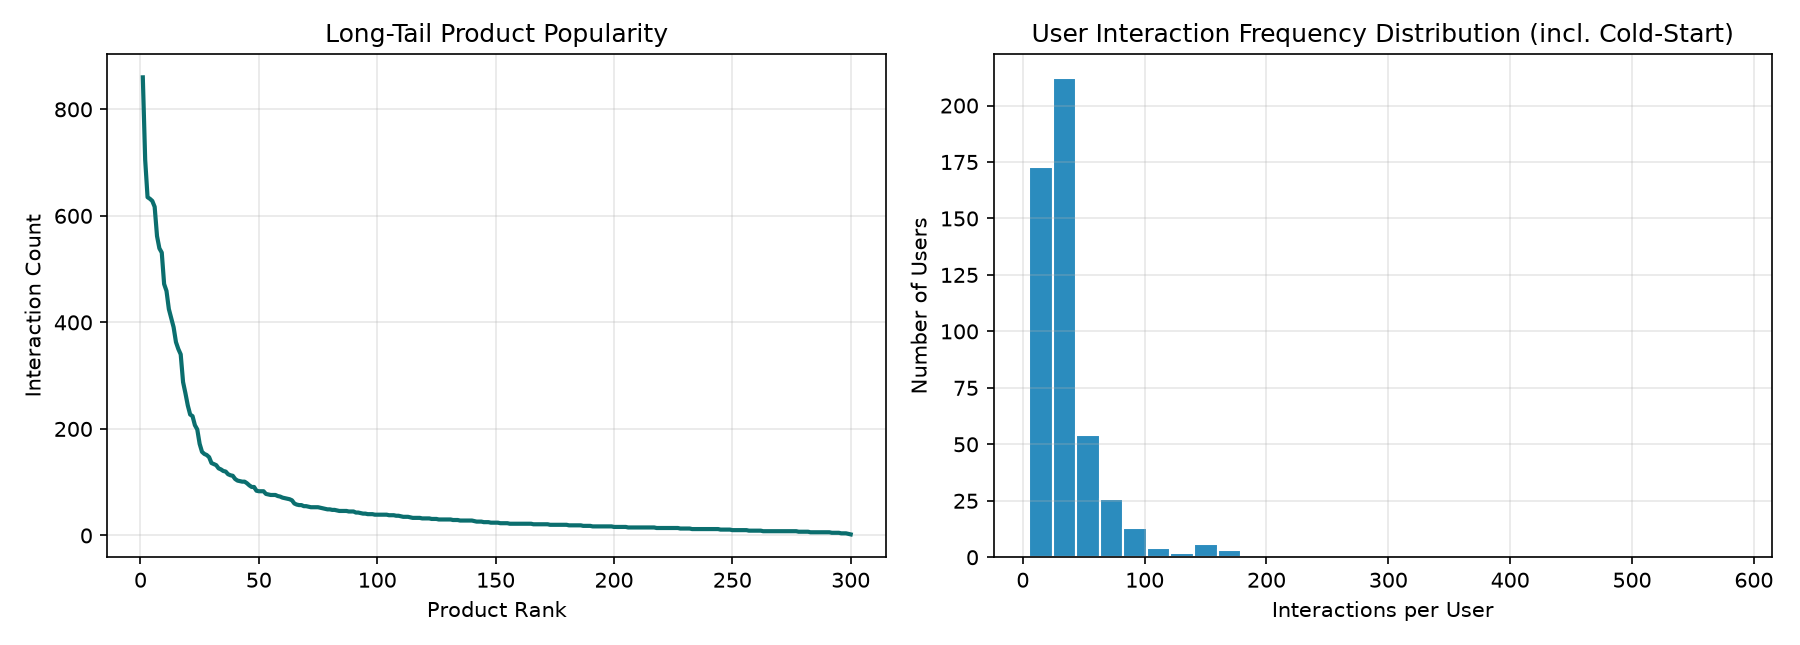 Long-Tail Product Popularity
Interaction Count
800
600
400
200
0
0 50 100 150 200 250 300
Product Rank
User Interaction Frequency Distribution (incl. Cold-Start)
Number of Users
200
175
150
125
100
75
50
25
0
0 100 200 300 400 500 600
Interactions per User